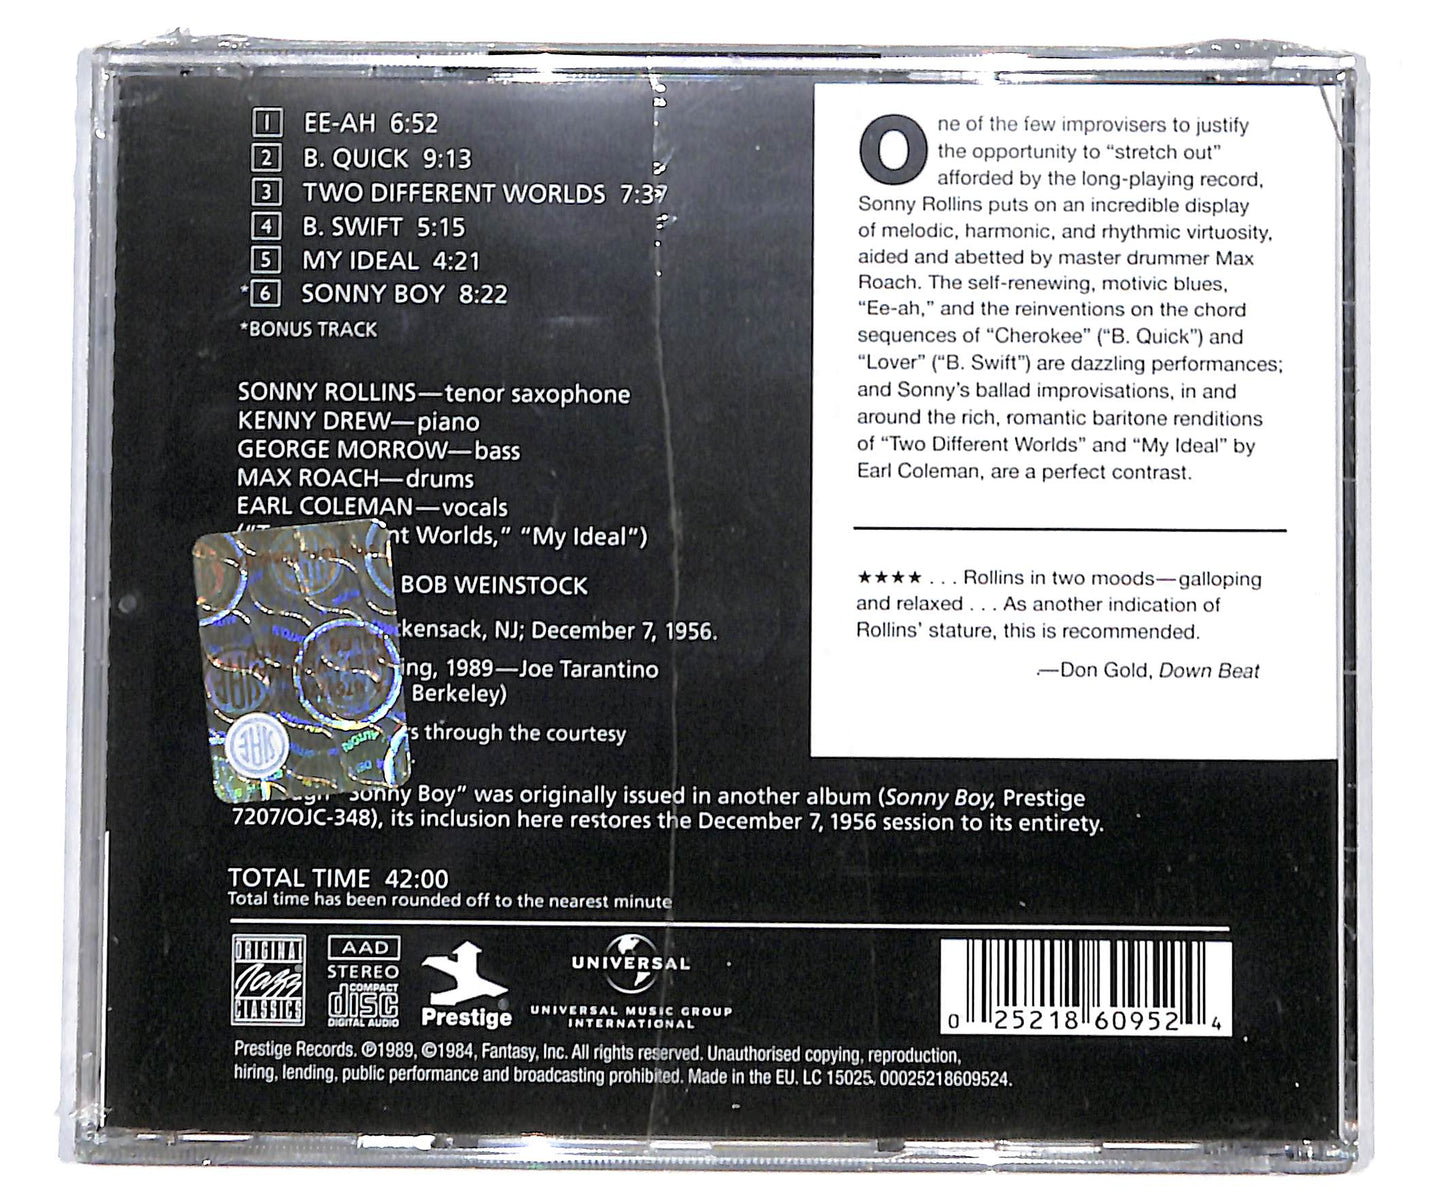 1 EE-AH 6:52
2 B. QUICK 9:13
3 TWO DIFFERENT WORLDS 7:37
4 B. SWIFT 5:15
5 MY IDEAL 4:21
*6 SONNY BOY 8:22
*BONUS TRACK
SONNY ROLLINS—tenor saxophone
KENNY DREW—piano
GEORGE MORROW—bass
MAX ROACH—drums
EARL COLEMAN—vocals
nt Worlds,” “My Ideal”)
BOB WEINSTOCK
ckensack, NJ; December 7, 1956.
ing, 1989—Joe Tarantino
Berkeley)
s through the courtesy
“Sonny Boy” was originally issued in another album (Sonny Boy, Prestige
7207/OJC-348), its inclusion here restores the December 7, 1956 session to its entirety.
TOTAL TIME 42:00
Total time has been rounded off to the nearest minute
One of the few improvisers to justify
the opportunity to “stretch out”
afforded by the long-playing record,
Sonny Rollins puts on an incredible display
of melodic, harmonic, and rhythmic virtuosity,
aided and abetted by master drummer Max
Roach. The self-renewing, motivic blues,
“Ee-ah,” and the reinventions on the chord
sequences of “Cherokee” (“B. Quick”) and
“Lover” (“B. Swift”) are dazzling performances;
and Sonny’s ballad improvisations, in and
around the rich, romantic baritone renditions
of “Two Different Worlds” and “My Ideal” by
Earl Coleman, are a perfect contrast.
★★★★ . . . Rollins in two moods—galloping
and relaxed . . . As another indication of
Rollins’ stature, this is recommended.
—Don Gold, Down Beat
ORIGINAL
Jazz
CLASSICS
AAD
STEREO
COMPACT
disc
DIGITAL AUDIO
Prestige
UNIVERSAL
UNIVERSAL MUSIC GROUP
INTERNATIONAL
0 25218 60952 4
Prestige Records. ℗1989, ©1984, Fantasy, Inc. All rights reserved. Unauthorised copying, reproduction,
hiring, lending, public performance and broadcasting prohibited. Made in the EU. LC 15025. 00025218609524.